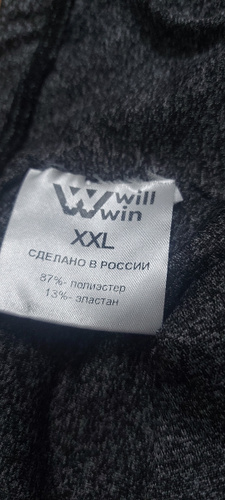 will
win
XXL
СДЕЛАНО В РОССИИ
87%- полиэстер
13%- эластан